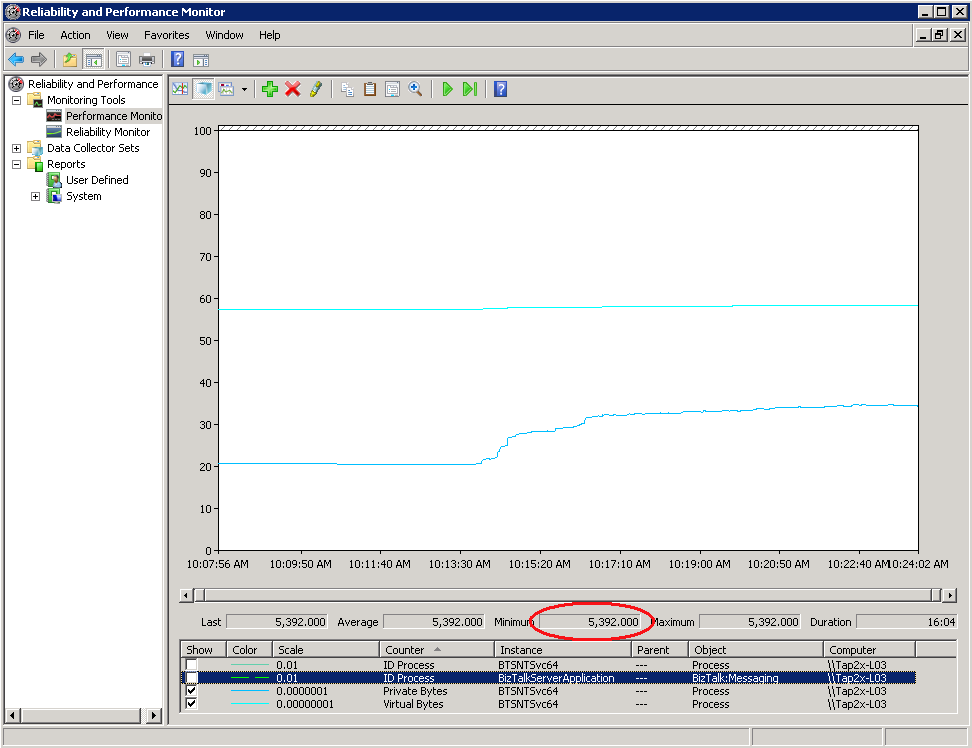 Reliability and Performance Monitor
File Action View Favorites Window Help
Reliability and Performance
Monitoring Tools
Performance Monito
Reliability Monitor
Data Collector Sets
Reports
User Defined
System
100
90
80
70
60
50
40
30
20
10
0
10:07:56 AM 10:09:50 AM 10:11:40 AM 10:13:30 AM 10:15:20 AM 10:17:10 AM 10:19:00 AM 10:20:50 AM 10:22:40 AM 10:24:02 AM
Last 5,392.000 Average 5,392.000 Minimum 5,392.000 Maximum 5,392.000 Duration 16:04
Show Color Scale Counter Instance Parent Object Computer
0.01 ID Process BTSNTSvc64 --- Process \\Tap2x-L03
0.01 ID Process BizTalkServerApplication --- BizTalk:Messaging \\Tap2x-L03
0.0000001 Private Bytes BTSNTSvc64 --- Process \\Tap2x-L03
0.00000001 Virtual Bytes BTSNTSvc64 --- Process \\Tap2x-L03